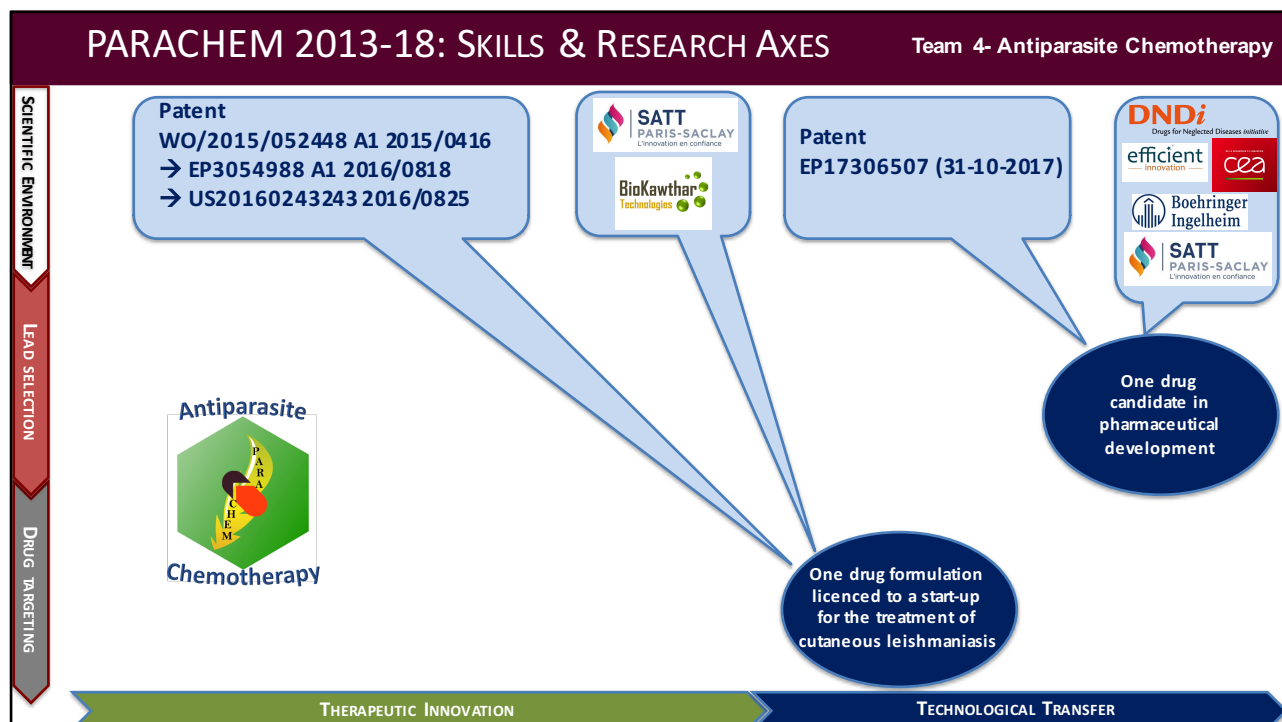 PARACHEM 2013-18: SKILLS & RESEARCH AXES
Team 4- Antiparasite Chemotherapy
SCIENTIFIC ENVIRONMENT
LEAD SELECTION
DRUG TARGETING
Patent
WO/2015/052448 A1 2015/0416
→ EP3054988 A1 2016/0818
→ US20160243243 2016/0825
SATT
PARIS-SACLAY
L'innovation en confiance
BioKawthar
Technologies
Patent
EP17306507 (31-10-2017)
DNDi
Drugs for Neglected Diseases initiative
efficient
innovation
DE LA RECHERCHE À L'INDUSTRIE
cea
Boehringer
Ingelheim
SATT
PARIS-SACLAY
L'innovation en confiance
One drug
candidate in
pharmaceutical
development
Antiparasite
PARA
CHEM
Chemotherapy
One drug formulation
licenced to a start-up
for the treatment of
cutaneous leishmaniasis
THERAPEUTIC INNOVATION
TECHNOLOGICAL TRANSFER